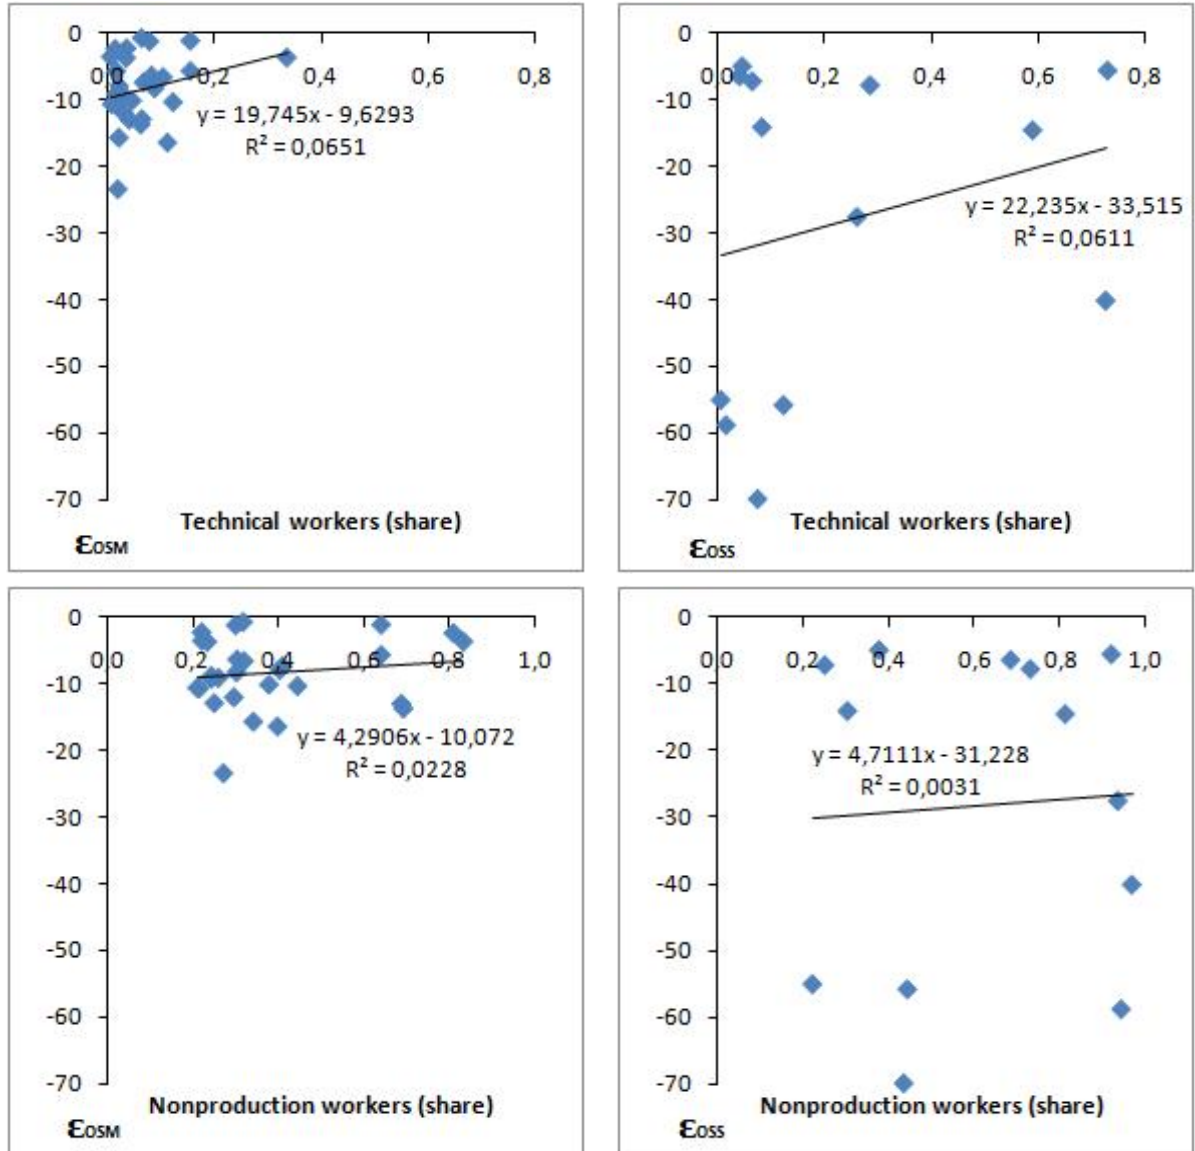 0
-10
-20
-30
-40
-50
-60
-70
0,0 0,2 0,4 0,6 0,8
y = 19,745x - 9,6293
R² = 0,0651
Technical workers (share)
εOSM
0
-10
-20
-30
-40
-50
-60
-70
0,0 0,2 0,4 0,6 0,8
y = 22,235x - 33,515
R² = 0,0611
Technical workers (share)
εOSS
0
-10
-20
-30
-40
-50
-60
-70
0,0 0,2 0,4 0,6 0,8 1,0
y = 4,2906x - 10,072
R² = 0,0228
Nonproduction workers (share)
εOSM
0
-10
-20
-30
-40
-50
-60
-70
0,0 0,2 0,4 0,6 0,8 1,0
y = 4,7111x - 31,228
R² = 0,0031
Nonproduction workers (share)
εOSS